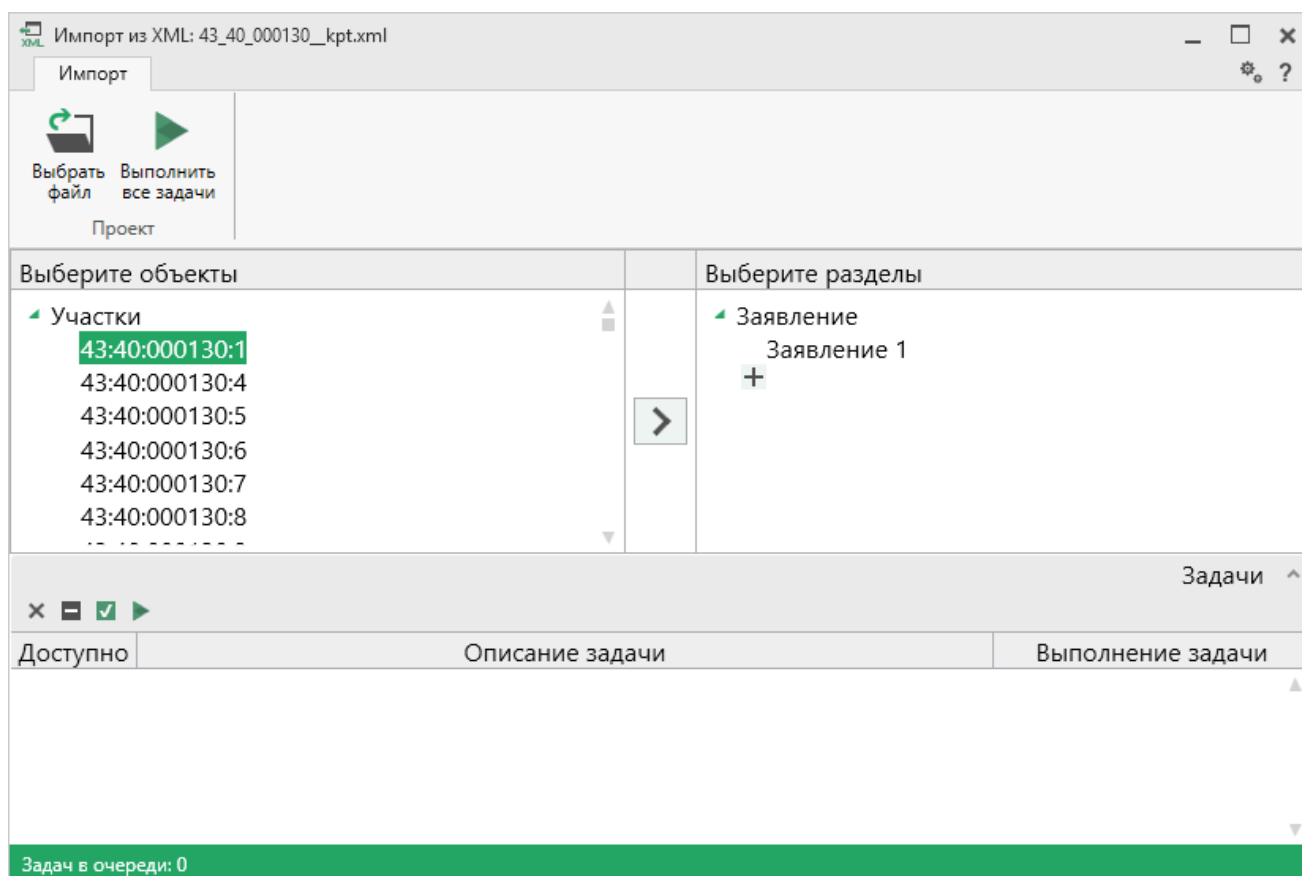 XML Импорт из XML: 43_40_000130__kpt.xml
Импорт
?
Выбрать файл
Выполнить все задачи
Проект
Выберите объекты
Участки
43:40:000130:1
43:40:000130:4
43:40:000130:5
43:40:000130:6
43:40:000130:7
43:40:000130:8
Выберите разделы
Заявление
Заявление 1
Задачи
Доступно Описание задачи Выполнение задачи
Задач в очереди: 0